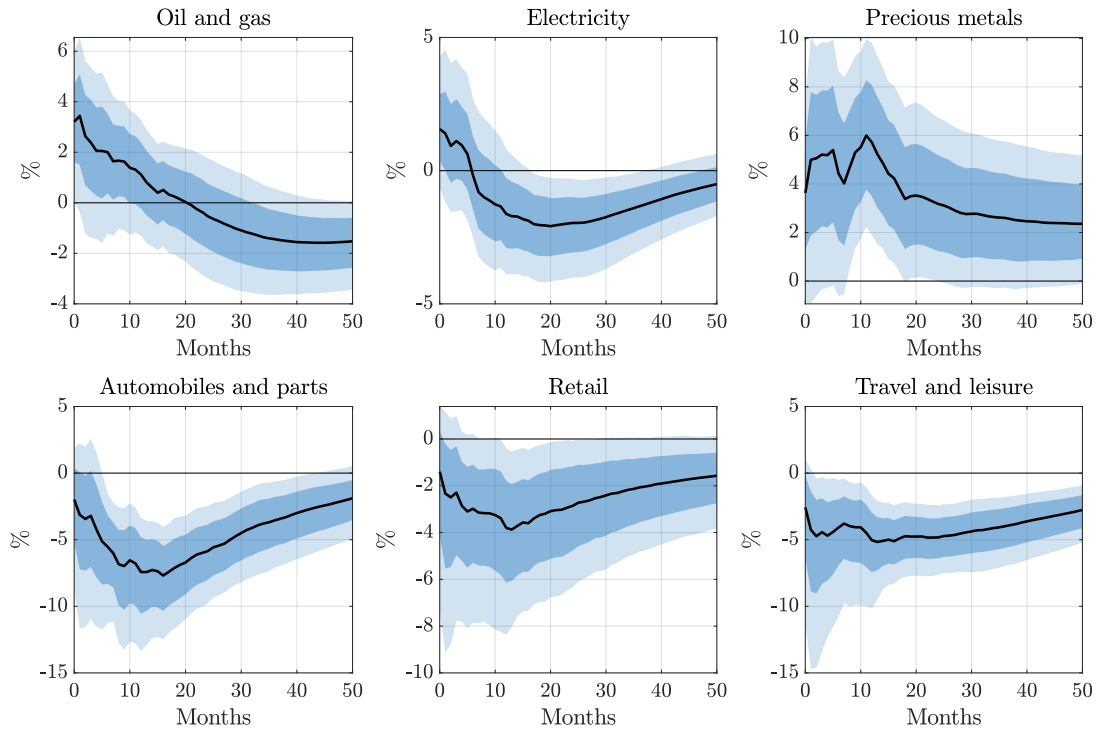 Oil and gas
%
6
4
2
0
-2
-4
0 10 20 30 40 50
Months
Electricity
%
5
0
-5
0 10 20 30 40 50
Months
Precious metals
%
10
8
6
4
2
0
0 10 20 30 40 50
Months
Automobiles and parts
%
5
0
-5
-10
-15
0 10 20 30 40 50
Months
Retail
%
0
-2
-4
-6
-8
-10
0 10 20 30 40 50
Months
Travel and leisure
%
5
0
-5
-10
-15
0 10 20 30 40 50
Months